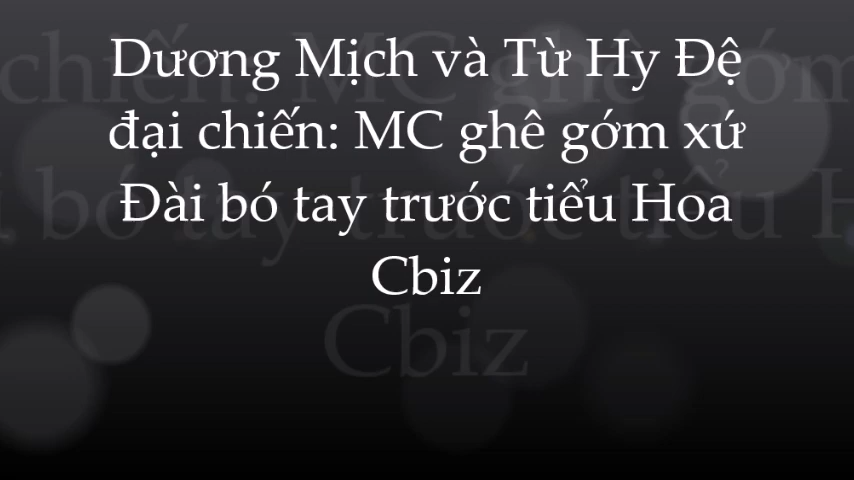 Dương Mịch và Từ Hy Đệ
đại chiến: MC ghê gớm xứ
Đài bó tay trước tiểu Hoa
Cbiz